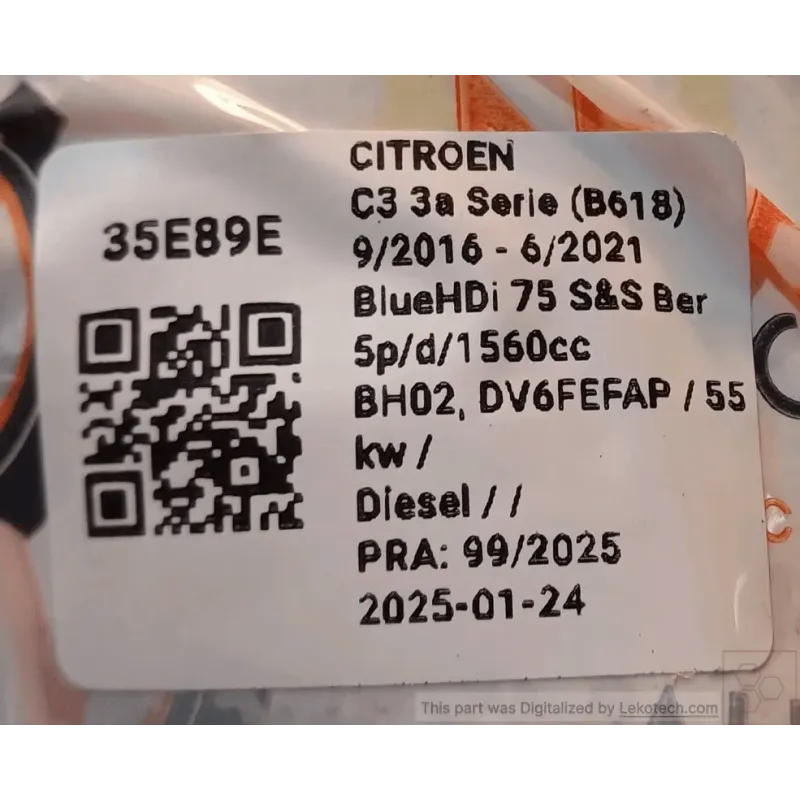 35E89E
CITROEN
C3 3a Serie (B618)
9/2016 - 6/2021
BlueHDi 75 S&S Ber
5p/d/1560cc
BH02, DV6FEFAP / 55
kw /
Diesel / /
PRA: 99/2025
2025-01-24
This part was Digitalized by Lekotech.com